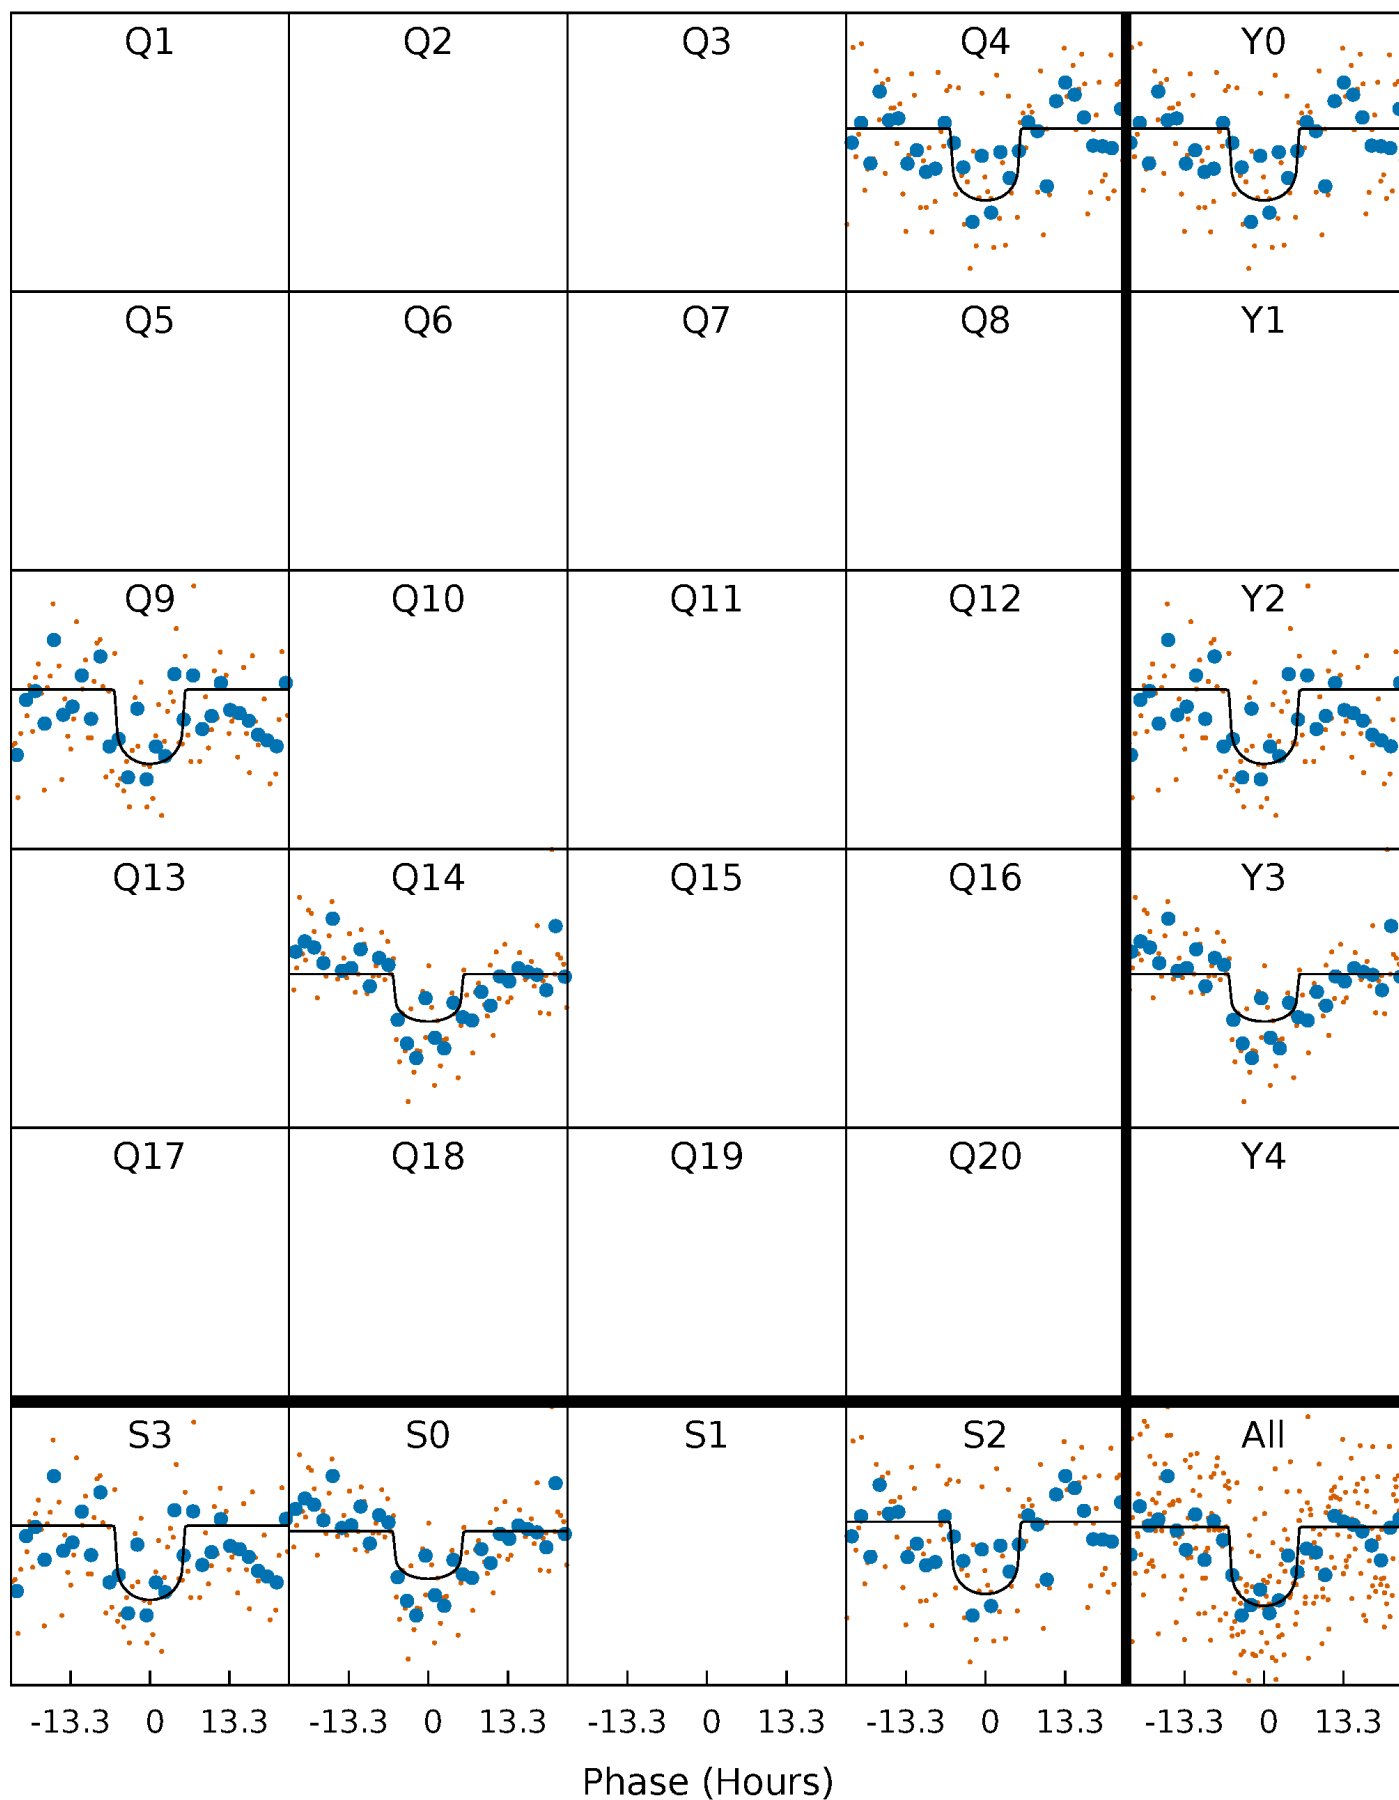 Q1 Q2 Q3 Q4 Y0
Q5 Q6 Q7 Q8 Y1
Q9 Q10 Q11 Q12 Y2
Q13 Q14 Q15 Q16 Y3
Q17 Q18 Q19 Q20 Y4
S3 S0 S1 S2 All
-13.3 0 13.3 -13.3 0 13.3 -13.3 0 13.3 -13.3 0 13.3 -13.3 0 13.3
Phase (Hours)